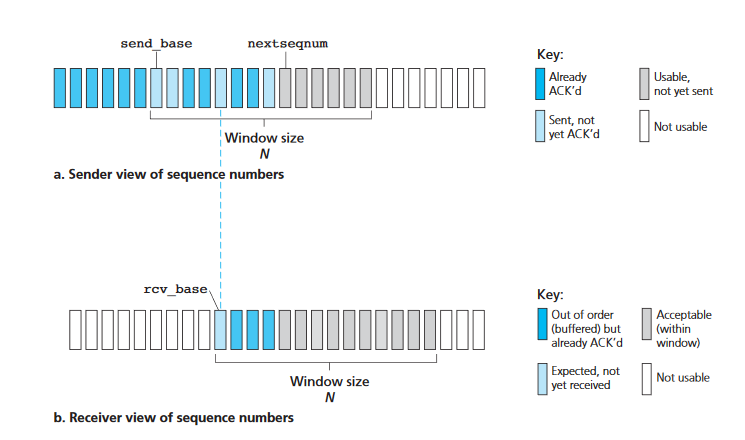 send_base nextseqnum
Key:
Already
ACK’d
Usable,
not yet sent
Sent, not
yet ACK’d
Not usable
Window size
N
a. Sender view of sequence numbers
rcv_base
Key:
Out of order
(buffered) but
already ACK’d
Acceptable
(within
window)
Expected, not
yet received
Not usable
Window size
N
b. Receiver view of sequence numbers